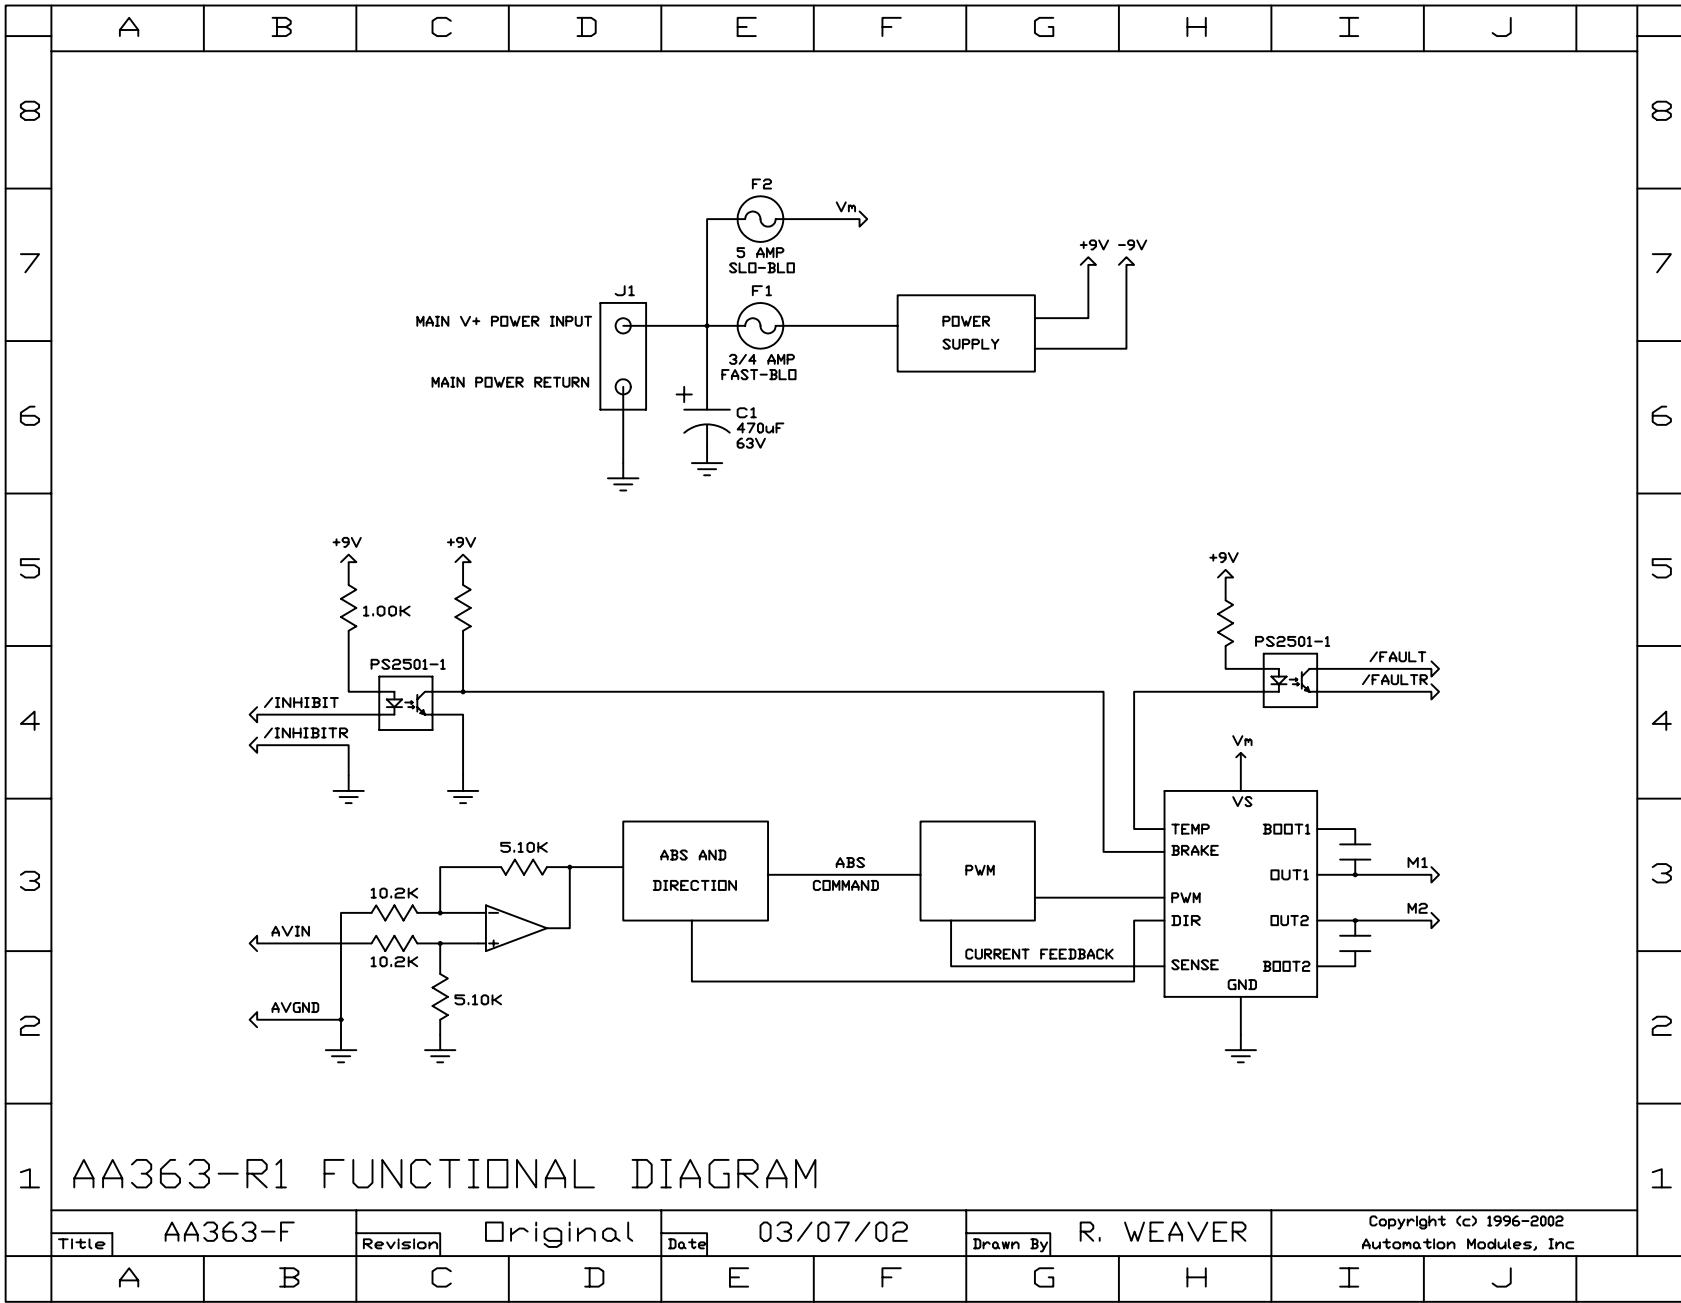 A B C D E F G H I J
8 8
F2
Vm
5 AMP
SLO-BLO
+9V -9V
7 7
J1
F1
MAIN V+ POWER INPUT
POWER
SUPPLY
3/4 AMP
FAST-BLO
MAIN POWER RETURN
+
C1
470uF
63V
6 6
+9V +9V
+9V
5 5
1.00K
PS2501-1
PS2501-1
/FAULT
/FAULTR
/INHIBIT
/INHIBITR
4 4
Vm
VS
TEMP BOOT1
BRAKE
5.10K
ABS AND
DIRECTION
ABS
COMMAND
PWM
OUT1
M1
3 3
10.2K
PWM
DIR OUT2
M2
AVIN
- 
+
10.2K
CURRENT FEEDBACK
SENSE BOOT2
GND
5.10K
AVGND
2 2
AA363-R1 FUNCTIONAL DIAGRAM
1 1
Title AA363-F
Revision Original
Date 03/07/02
Drawn By R. WEAVER
Copyright (c) 1996-2002
Automation Modules, Inc
A B C D E F G H I J